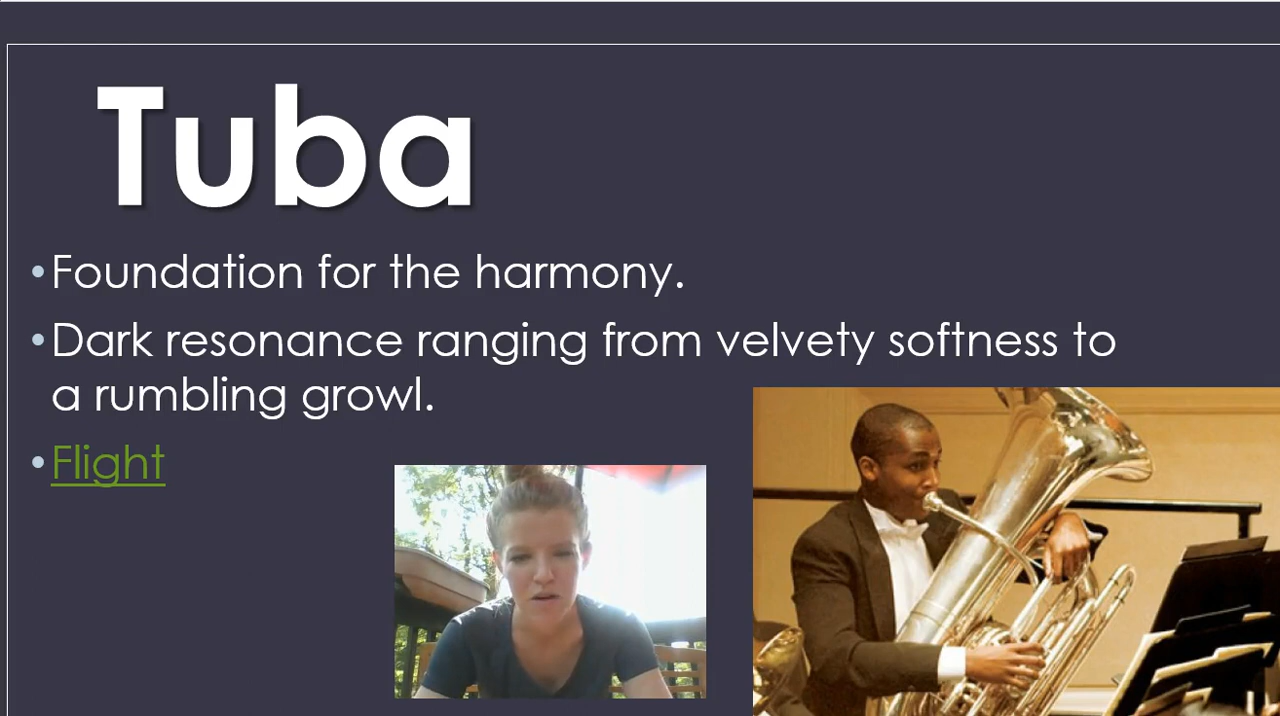 Tuba
•Foundation for the harmony.
•Dark resonance ranging from velvety softness to
a rumbling growl.
•Flight